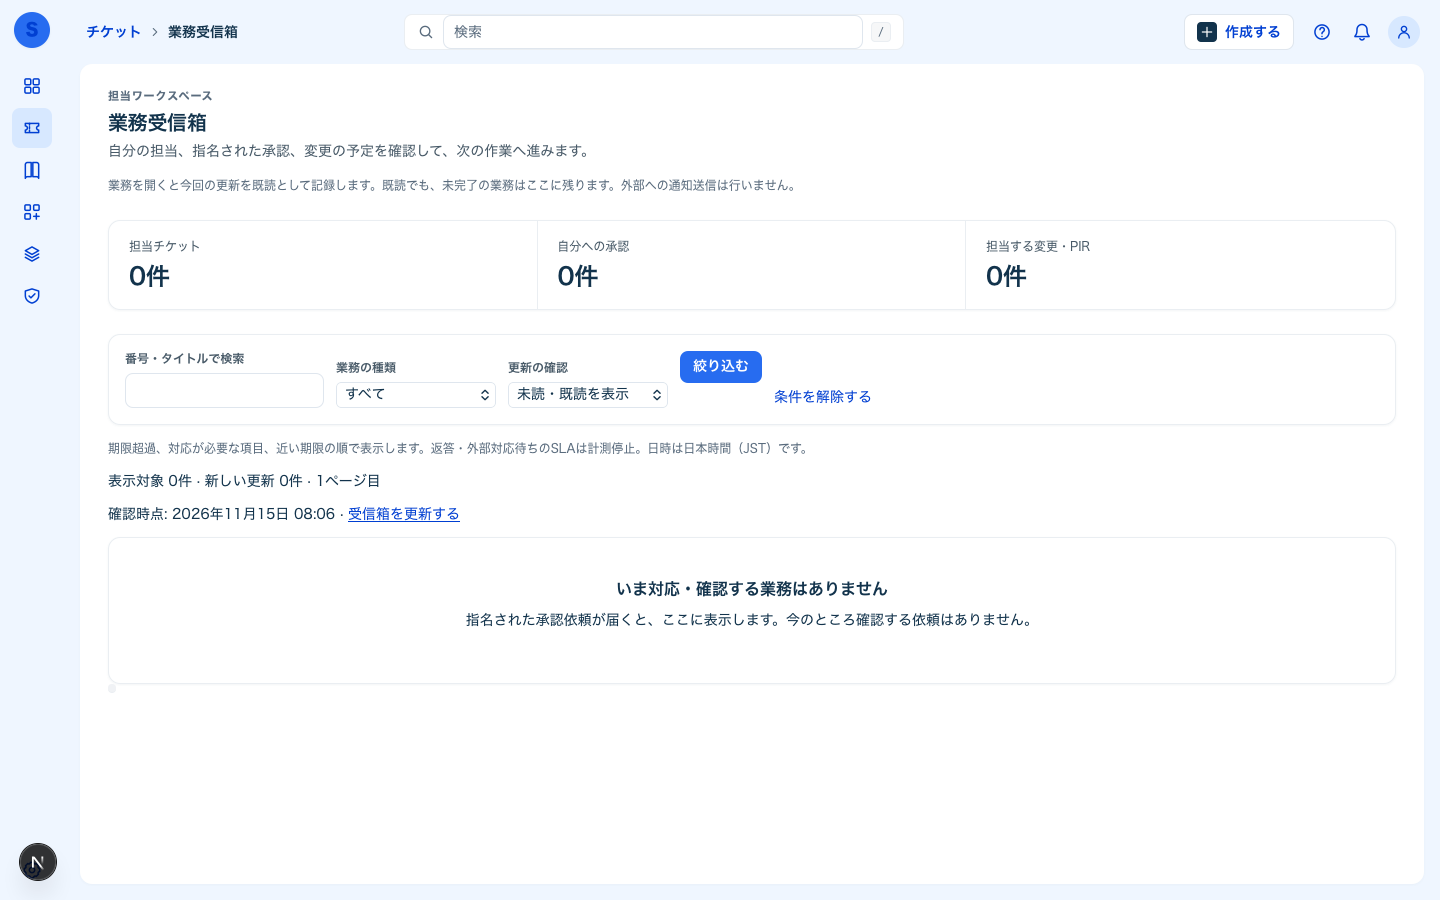 S
チケット
業務受信箱
検索
/
作成する
担当ワークスペース
業務受信箱
自分の担当、指名された承認、変更の予定を確認して、次の作業へ進みます。
業務を開くと今回の更新を既読として記録します。既読でも、未完了の業務はここに残ります。外部への通知送信は行いません。
担当チケット
0件
自分への承認
0件
担当する変更・PIR
0件
番号・タイトルで検索
業務の種類
すべて
更新の確認
未読・既読を表示
絞り込む
条件を解除する
期限超過、対応が必要な項目、近い期限の順で表示します。返答・外部対応待ちのSLAは計測停止。日時は日本時間（JST）です。
表示対象 0件 · 新しい更新 0件 · 1ページ目
確認時点: 2026年11月15日 08:06 · 受信箱を更新する
いま対応・確認する業務はありません
指名された承認依頼が届くと、ここに表示します。今のところ確認する依頼はありません。
N